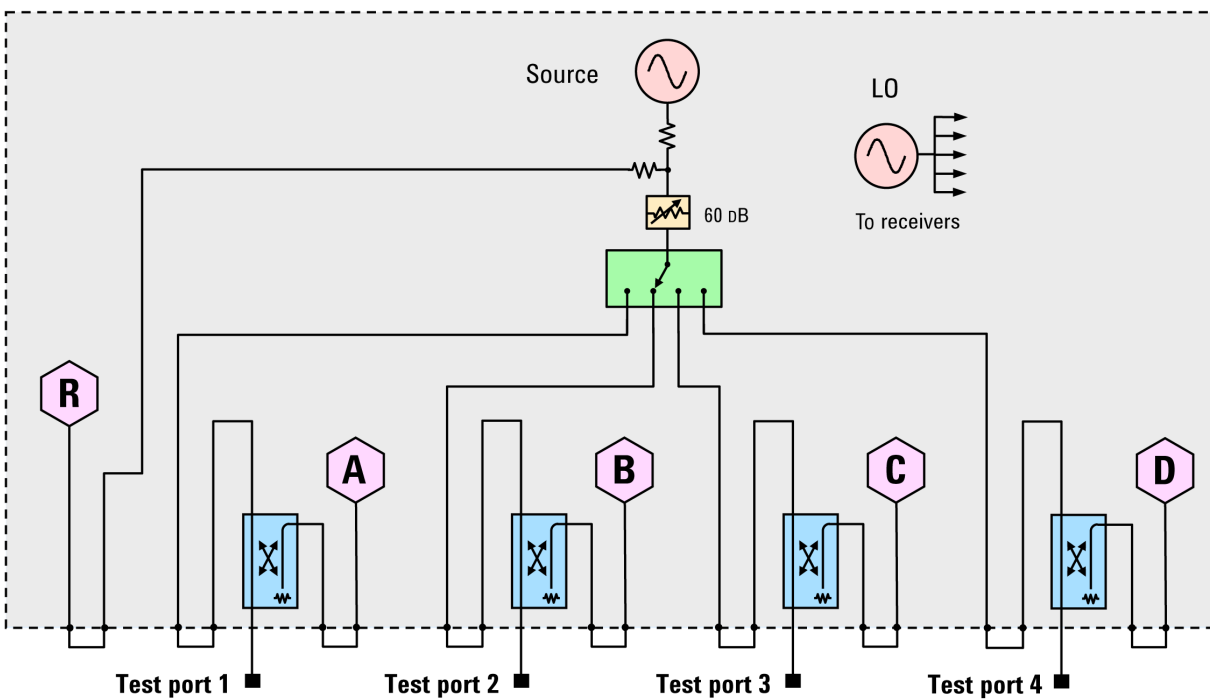 Source
LO
60 DB
To receivers
R
A
B
C
D
Test port 1
Test port 2
Test port 3
Test port 4